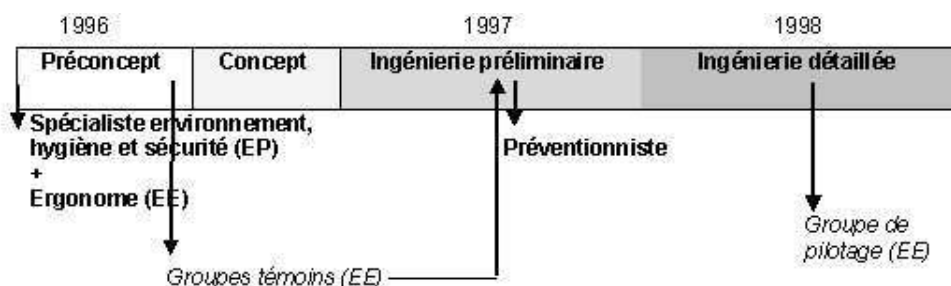 1996 1997 1998
Préconcept Concept Ingénierie préliminaire Ingénierie détaillée
Spécialiste environnement,
hygiène et sécurité (EP)
+
Ergonome (EE)
Préventionniste
Groupe de
pilotage (EE)
Groupes témoins (EE)